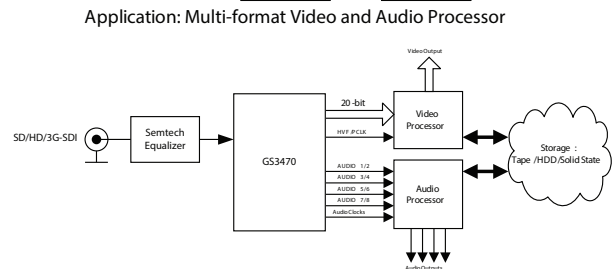 Application: Multi-format Video and Audio Processor
Video Output
SD/HD/3G-SDI
Semtech
Equalizer
GS3470
20-bit
HVF/PCLK
Video
Processor
AUDIO 1/2
AUDIO 3/4
AUDIO 5/6
AUDIO 7/8
Audio Clocks
Audio
Processor
Storage :
Tape /HDD/Solid State
Audio Outputs